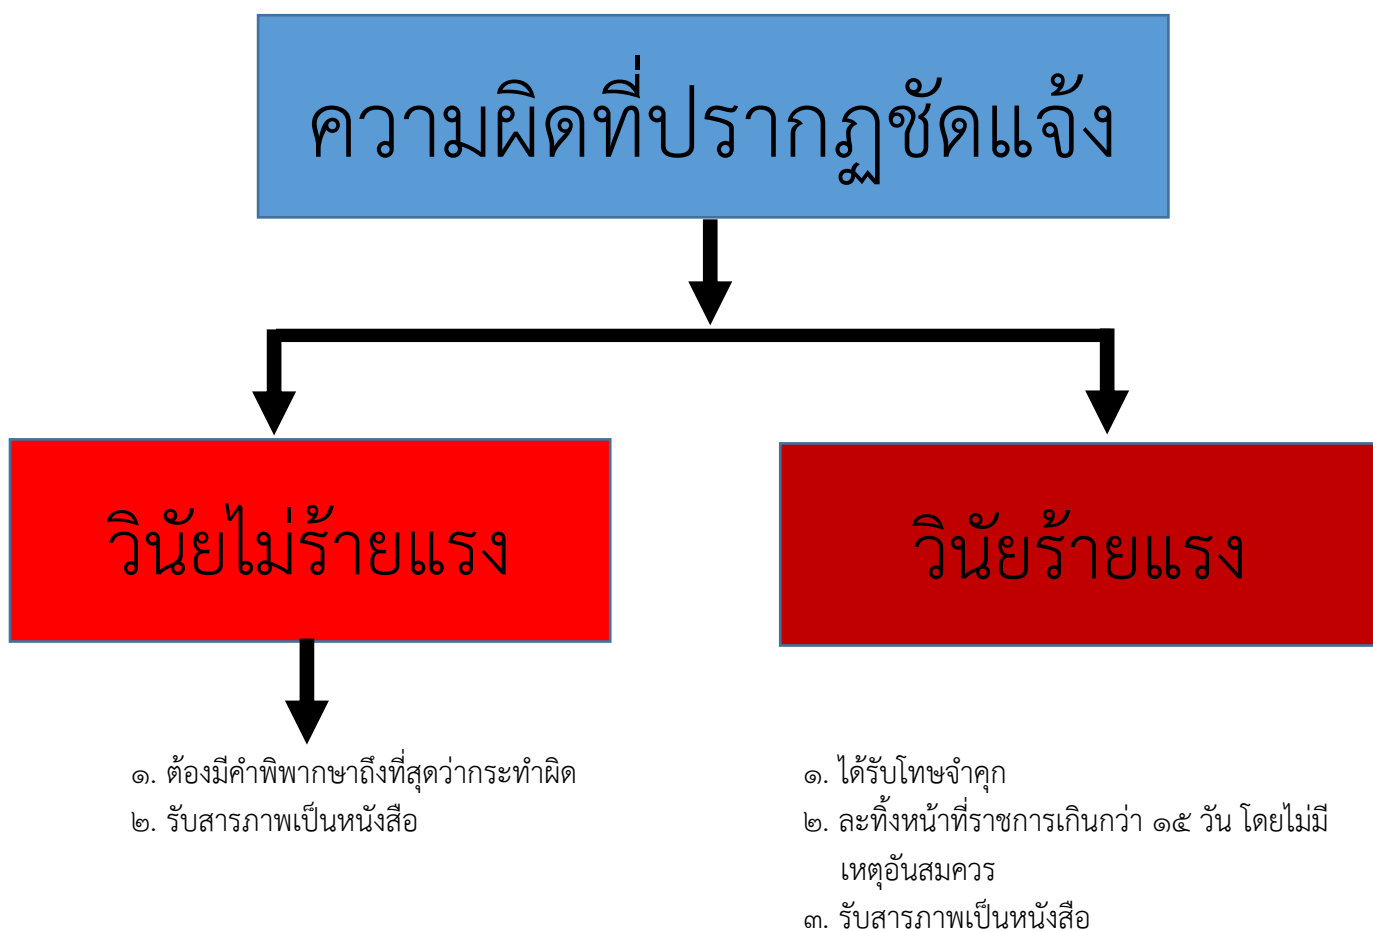 ความผิดที่ปรากฏชัดแจ้ง
วินัยไม่ร้ายแรง
วินัยร้ายแรง
๑. ต้องมีคำพิพากษาถึงที่สุดว่ากระทำผิด
๒. รับสารภาพเป็นหนังสือ
๑. ได้รับโทษจำคุก
๒. ละทิ้งหน้าที่ราชการเกินกว่า ๑๕ วัน โดยไม่มี
เหตุอันสมควร
๓. รับสารภาพเป็นหนังสือ